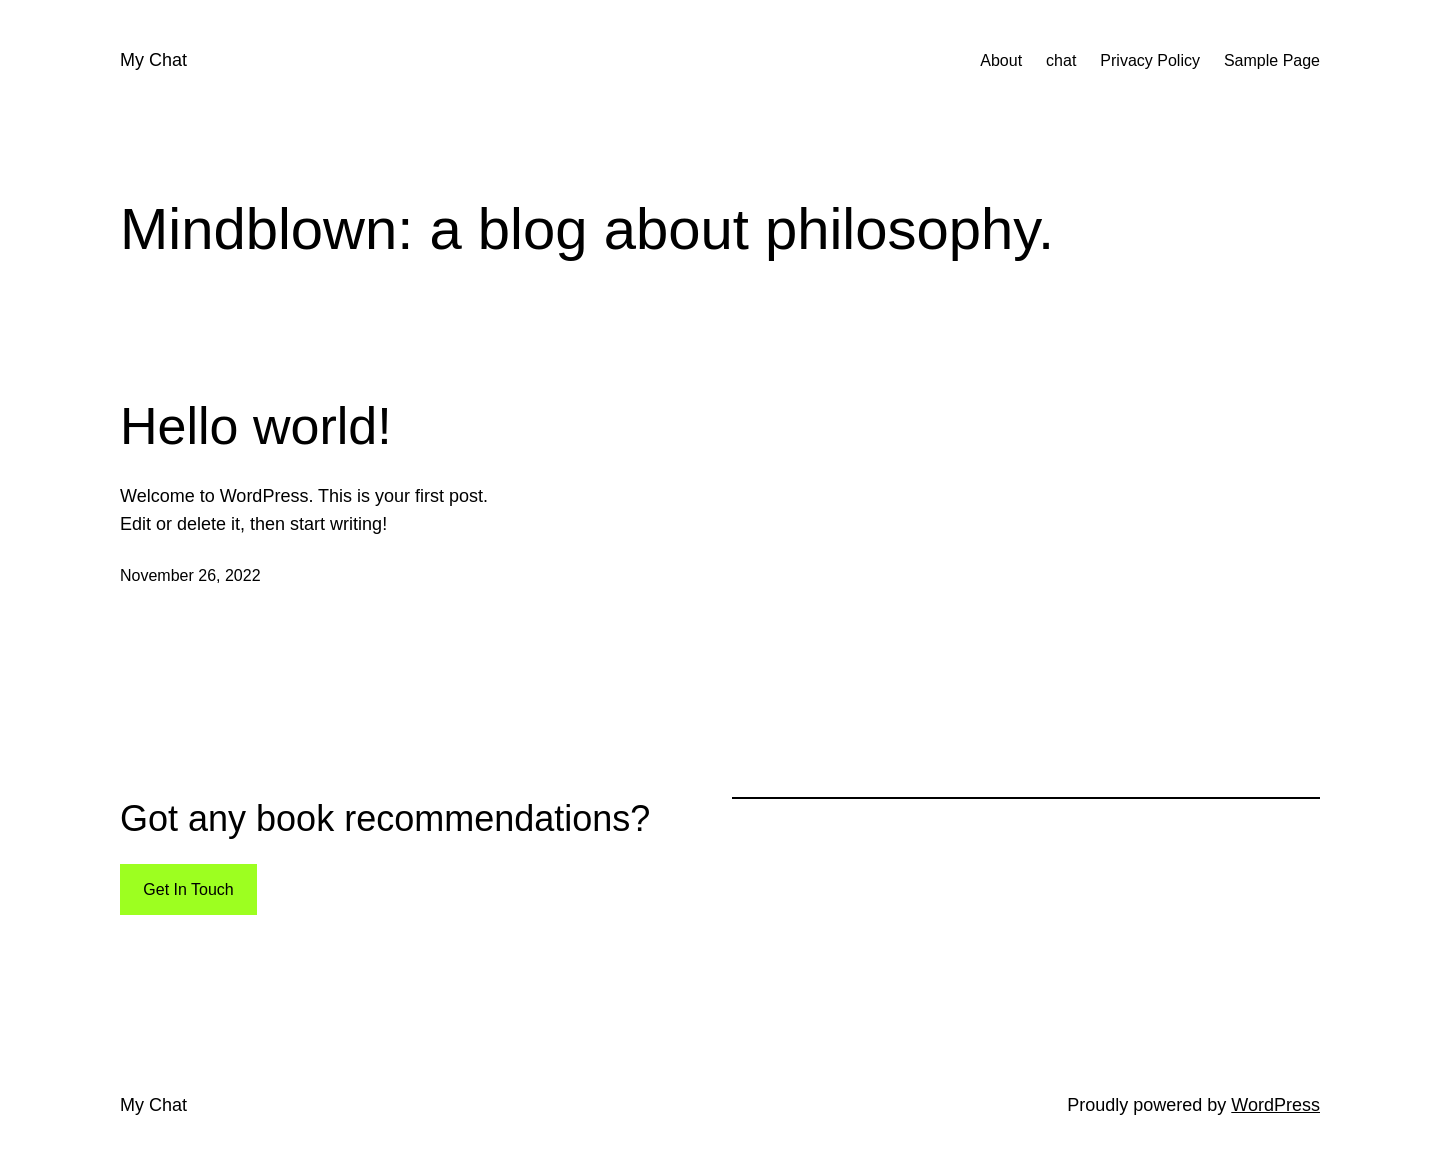 My Chat
About chat Privacy Policy Sample Page
Mindblown: a blog about philosophy.
Hello world!
Welcome to WordPress. This is your first post.
Edit or delete it, then start writing!
November 26, 2022
Got any book recommendations?
Get In Touch
My Chat
Proudly powered by WordPress